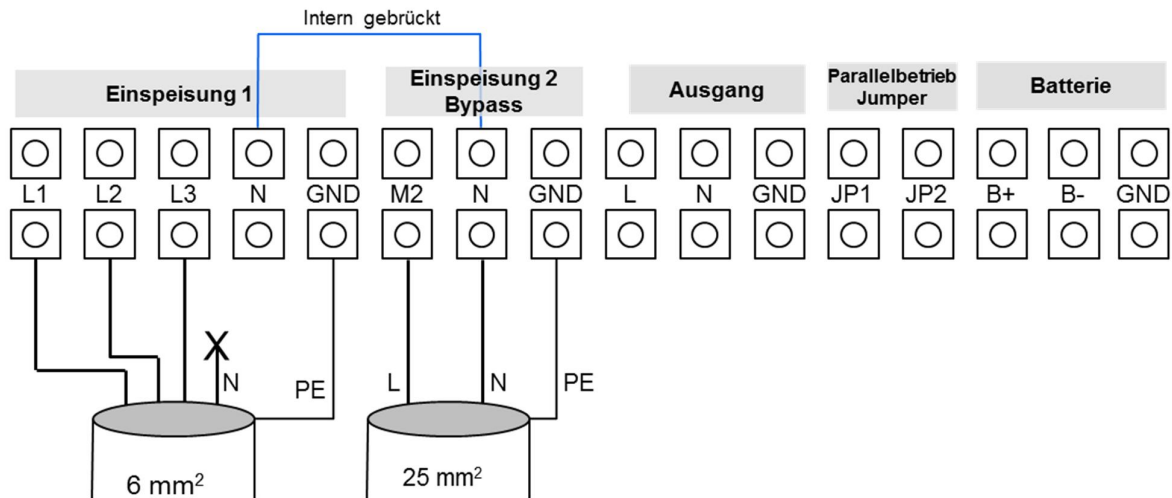 Intern gebrückt
Einspeisung 1
Einspeisung 2
Bypass
Ausgang
Parallelbetrieb
Jumper
Batterie
L1 L2 L3 N GND M2 N GND L N GND JP1 JP2 B+ B- GND
X
N PE L N PE
6 mm² 25 mm²